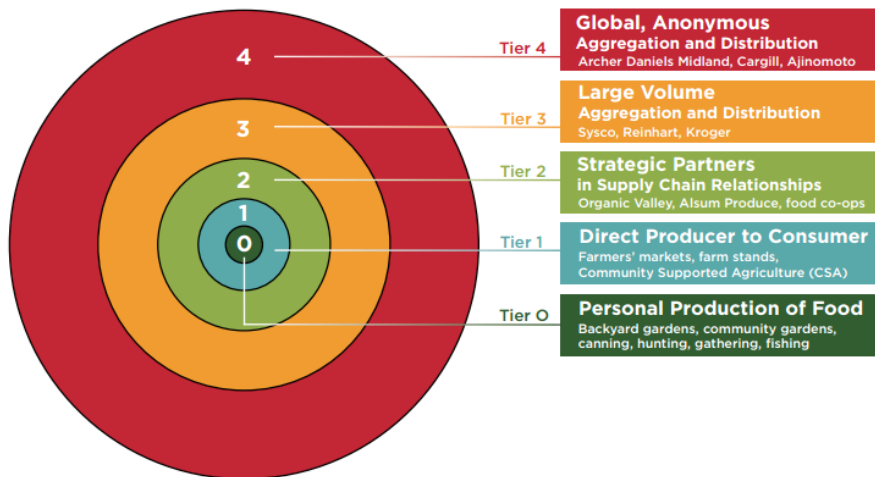 4
3
2
1
0
Tier 4
Global, Anonymous
Aggregation and Distribution
Archer Daniels Midland, Cargill, Ajinomoto
Tier 3
Large Volume
Aggregation and Distribution
Sysco, Reinhart, Kroger
Tier 2
Strategic Partners
in Supply Chain Relationships
Organic Valley, Alsum Produce, food co-ops
Tier 1
Direct Producer to Consumer
Farmers’ markets, farm stands,
Community Supported Agriculture (CSA)
Tier O
Personal Production of Food
Backyard gardens, community gardens,
canning, hunting, gathering, fishing